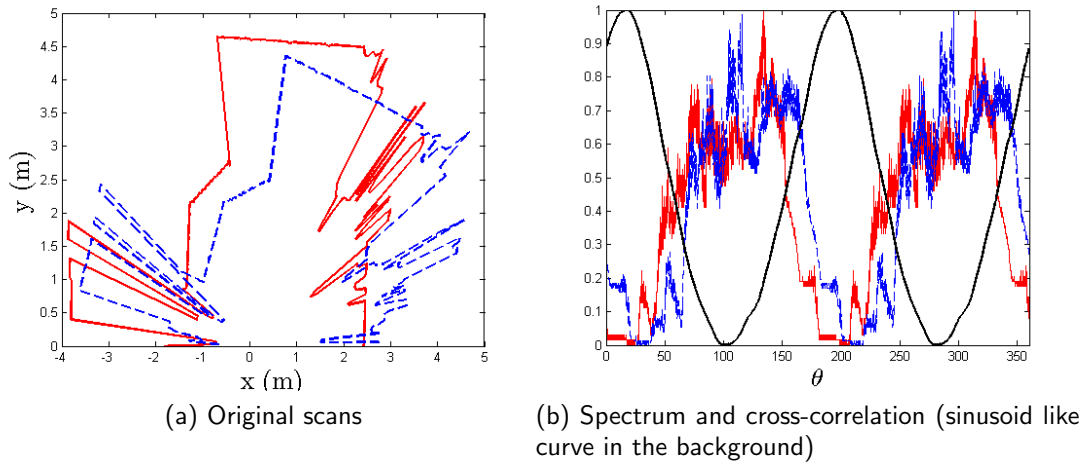 5
4.5
4
3.5
3
2.5
2
1.5
1
0.5
0
y (m)
-4 -3 -2 -1 0 1 2 3 4 5
x (m)
(a) Original scans
1
0.9
0.8
0.7
0.6
0.5
0.4
0.3
0.2
0.1
0
0 50 100 150 200 250 300 350
θ
(b) Spectrum and cross-correlation (sinusoid like
curve in the background)